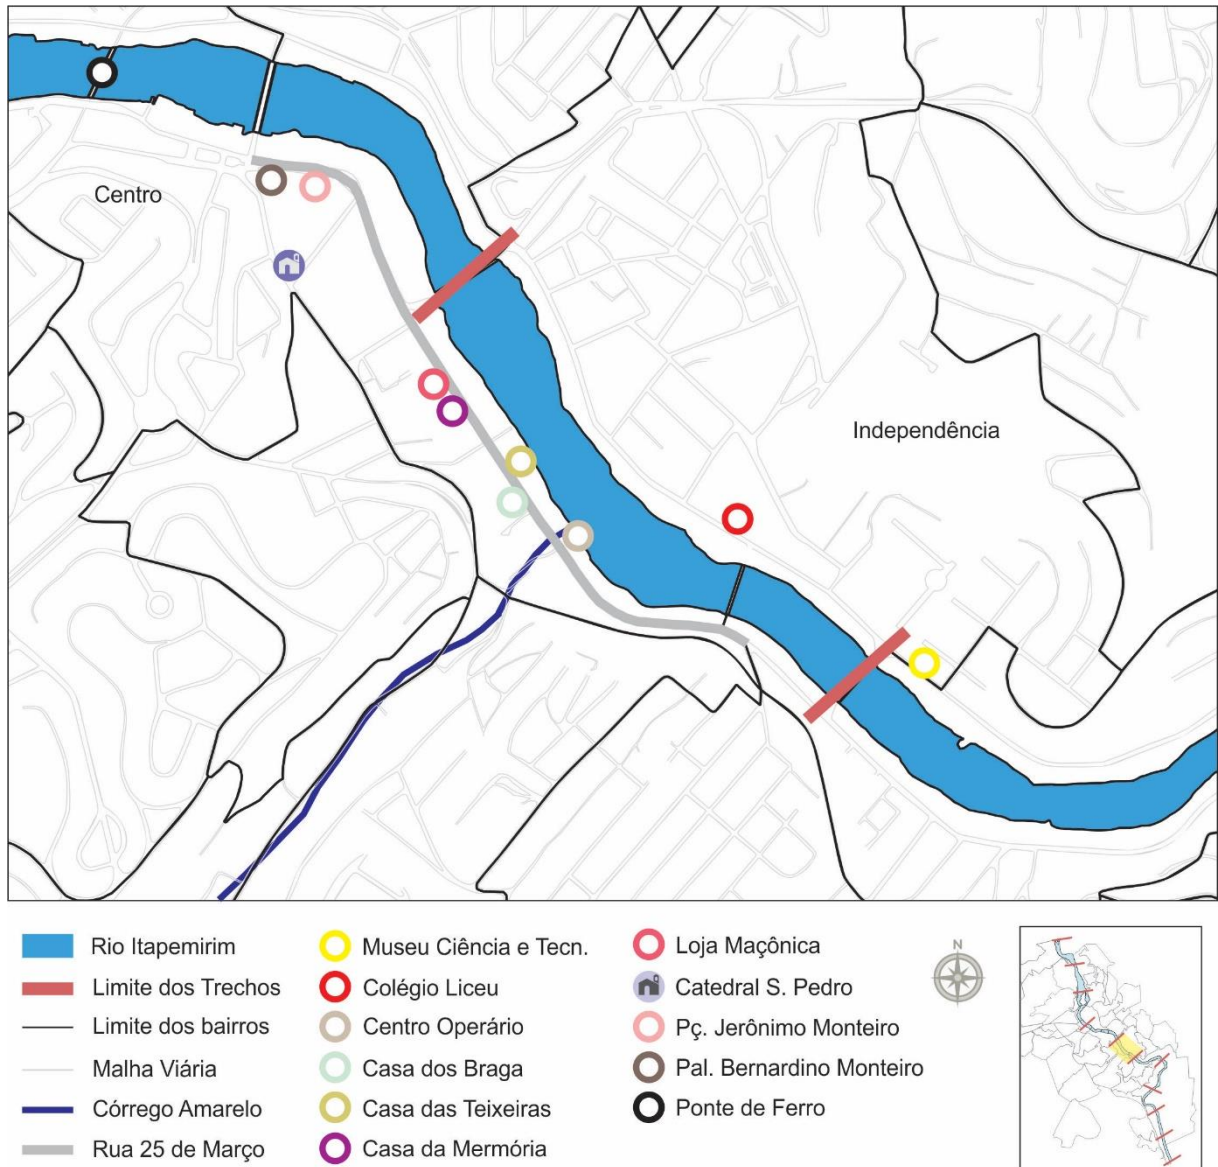 Centro
Independência
Rio Itapemirim
Limite dos Trechos
Limite dos bairros
Malha Viária
Córrego Amarelo
Rua 25 de Março
Museu Ciência e Tecn.
Colégio Liceu
Centro Operário
Casa dos Braga
Casa das Teixeiras
Casa da Mermória
Loja Maçônica
Catedral S. Pedro
Pç. Jerônimo Monteiro
Pal. Bernardino Monteiro
Ponte de Ferro
N